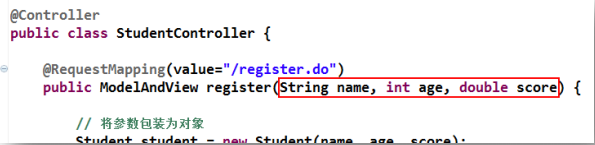 @Controller
public class StudentController {
@RequestMapping(value="/register.do")
public ModelAndView register(String name, int age, double score) {
// 将参数包装为对象
Student student = new Student(name, age, score);